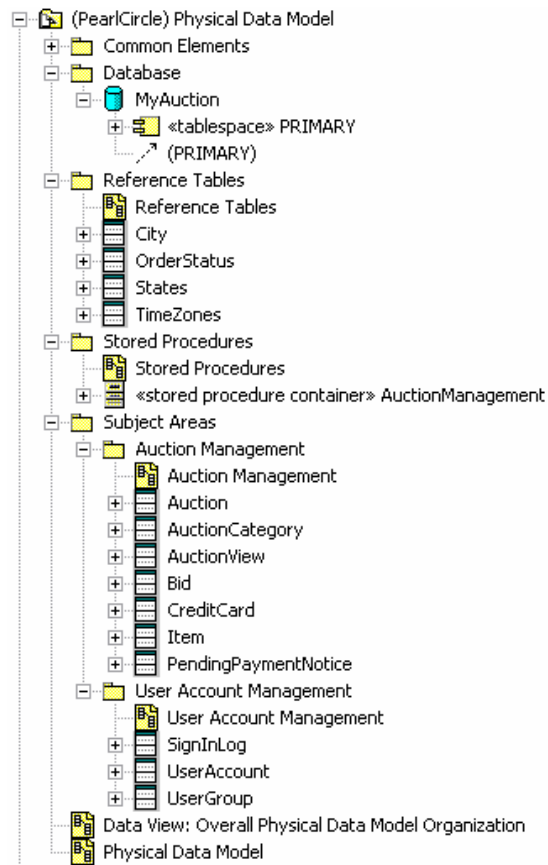 (PearlCircle) Physical Data Model
Common Elements
Database
MyAuction
«tablespace» PRIMARY
(PRIMARY)
Reference Tables
Reference Tables
City
OrderStatus
States
TimeZones
Stored Procedures
Stored Procedures
«stored procedure container» AuctionManagement
Subject Areas
Auction Management
Auction Management
Auction
AuctionCategory
AuctionView
Bid
CreditCard
Item
PendingPaymentNotice
User Account Management
User Account Management
SignInLog
UserAccount
UserGroup
Data View: Overall Physical Data Model Organization
Physical Data Model